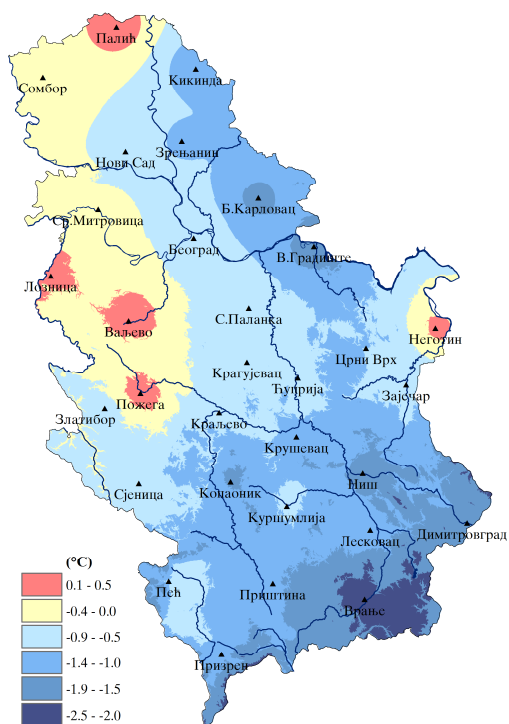 Палић
Кикинда
Сомбор
Зрењанин
Нови Сад
Б.Карловац
Ср.Митровица
Београд
В.Градиште
Лозница
С.Паланка
Ваљево
Неготин
Црни Врх
Крагујевац
Ћуприја
Зајечар
Пожега
Златибор
Краљево
Крушевац
Ниш
Сјеница
Копаоник
Куршумлија
Димитровград
Лесковац
(°C)
0.1 - 0.5
-0.4 - 0.0
-0.9 - -0.5
-1.4 - -1.0
-1.9 - -1.5
-2.5 - -2.0
Пећ
Приштина
Врање
Призрен